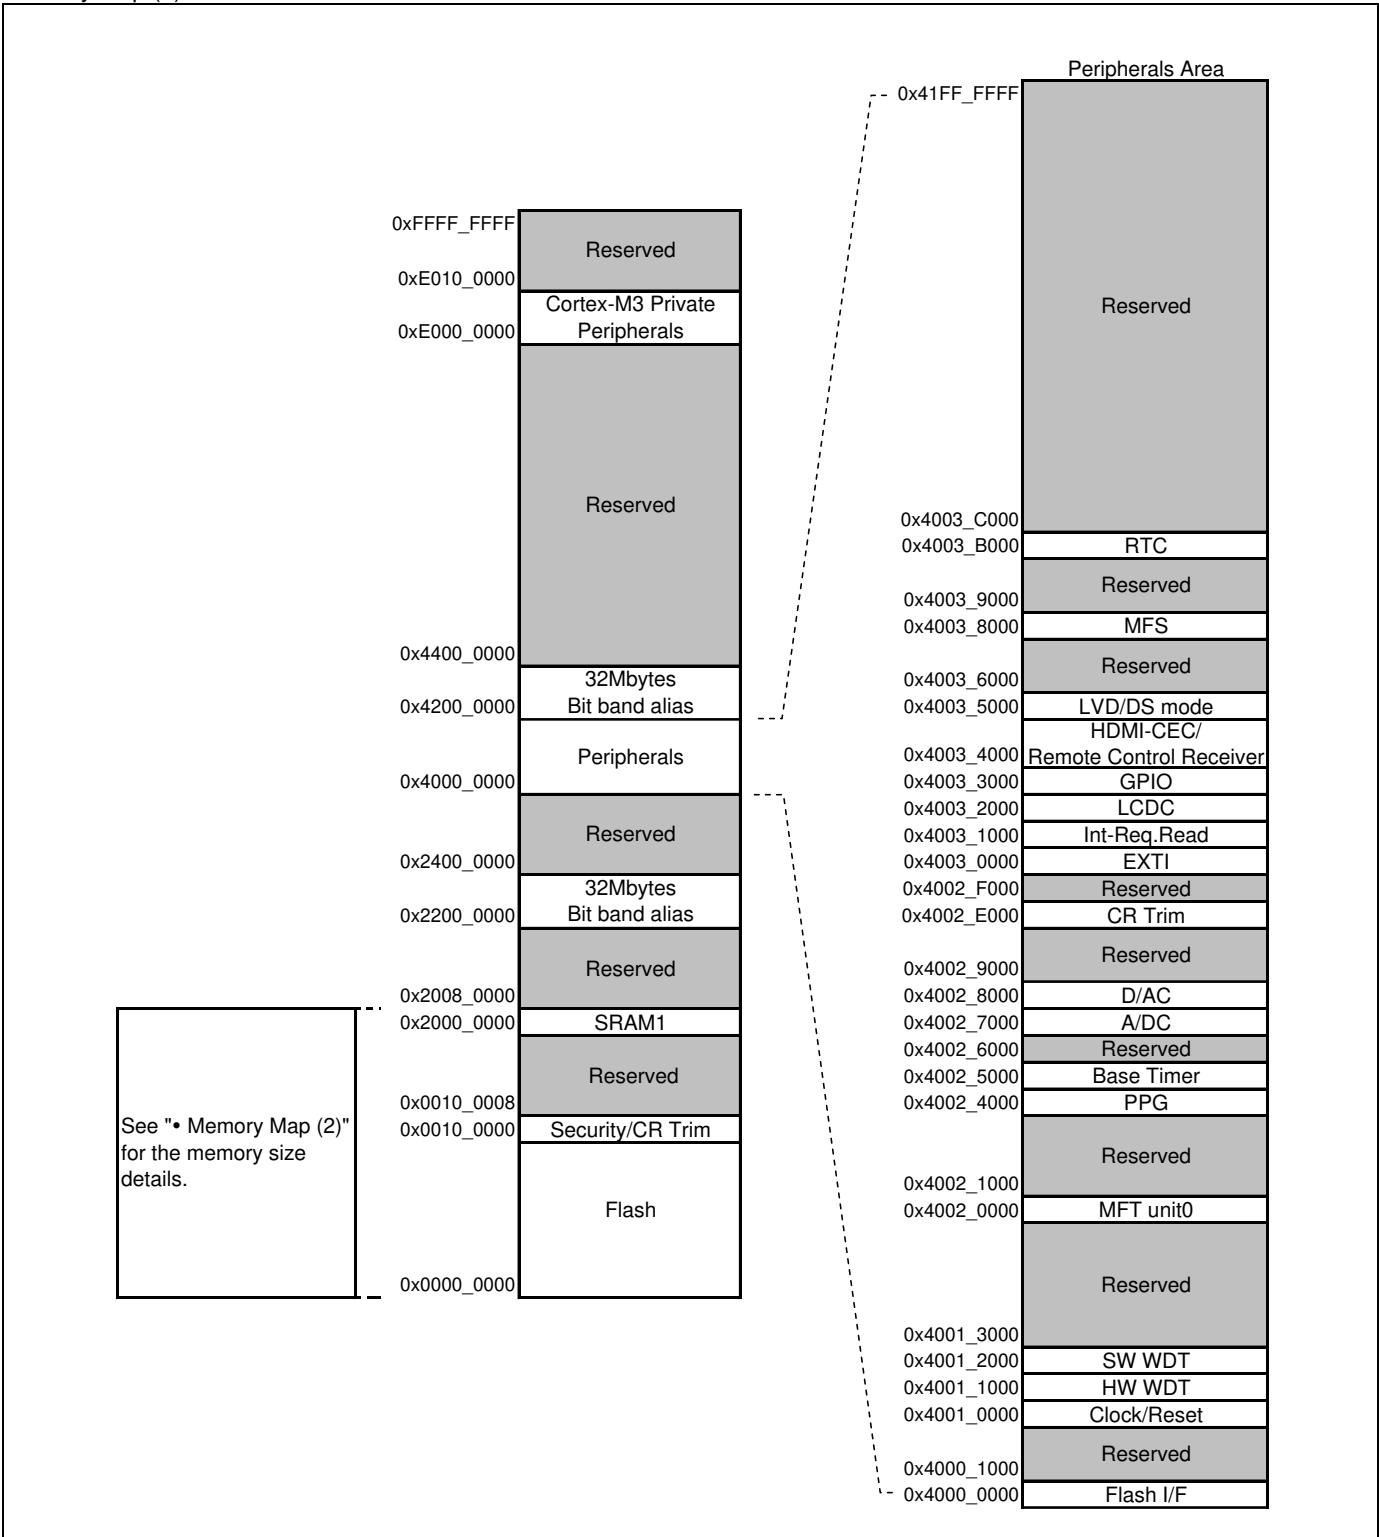 Peripherals Area
0x41FF_FFFF
Reserved
0x4003_C000
0x4003_B000 RTC
Reserved
0x4003_9000
0x4003_8000 MFS
Reserved
0x4003_6000
0x4003_5000 LVD/DS mode
HDMI-CEC/
0x4003_4000 Remote Control Receiver
0x4003_3000 GPIO
0x4003_2000 LCDC
0x4003_1000 Int-Req.Read
0x4003_0000 EXTI
0x4002_F000 Reserved
0x4002_E000 CR Trim
Reserved
0x4002_9000
0x4002_8000 D/AC
0x4002_7000 A/DC
0x4002_6000 Reserved
0x4002_5000 Base Timer
0x4002_4000 PPG
Reserved
0x4002_1000
0x4002_0000 MFT unit0
Reserved
0x4001_3000
0x4001_2000 SW WDT
0x4001_1000 HW WDT
0x4001_0000 Clock/Reset
Reserved
0x4000_1000
0x4000_0000 Flash I/F
0xFFFF_FFFF
Reserved
0xE010_0000
Cortex-M3 Private
0xE000_0000 Peripherals
Reserved
0x4400_0000
32Mbytes
0x4200_0000 Bit band alias
Peripherals
0x4000_0000
Reserved
0x2400_0000
32Mbytes
0x2200_0000 Bit band alias
Reserved
0x2008_0000
0x2000_0000 SRAM1
Reserved
0x0010_0008
0x0010_0000 Security/CR Trim
Flash
0x0000_0000
See "• Memory Map (2)"
for the memory size
details.